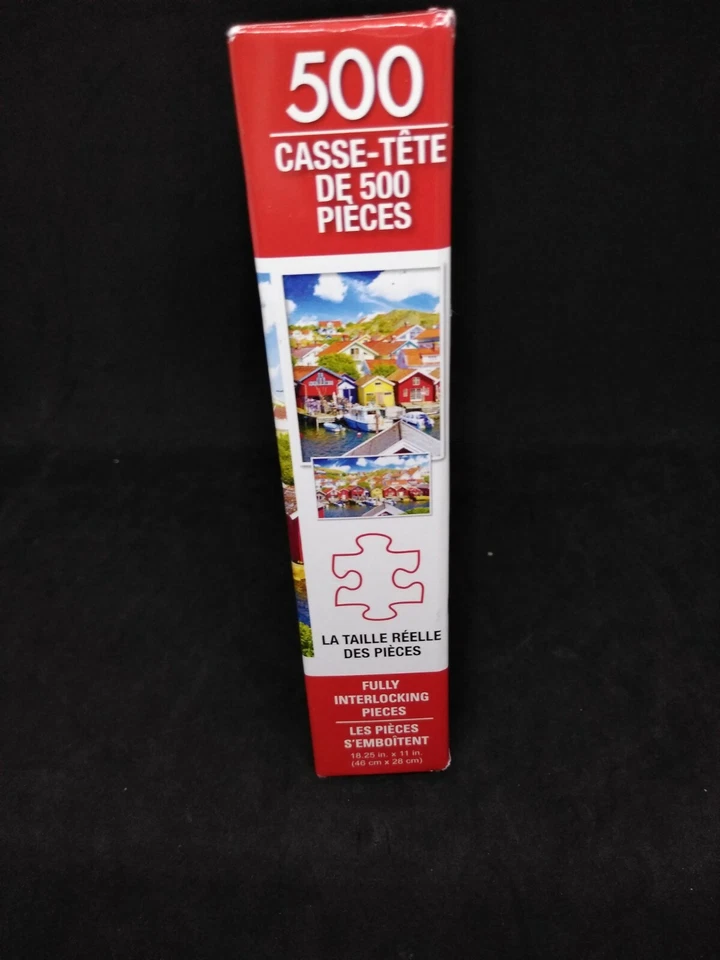 500
CASSE-TÊTE
DE 500
PIÈCES
LA TAILLE RÉELLE
DES PIÈCES
FULLY
INTERLOCKING
PIECES
LES PIÈCES
S'EMBOÎTENT
18.25 in. x 11 in.
(46 cm x 28 cm)